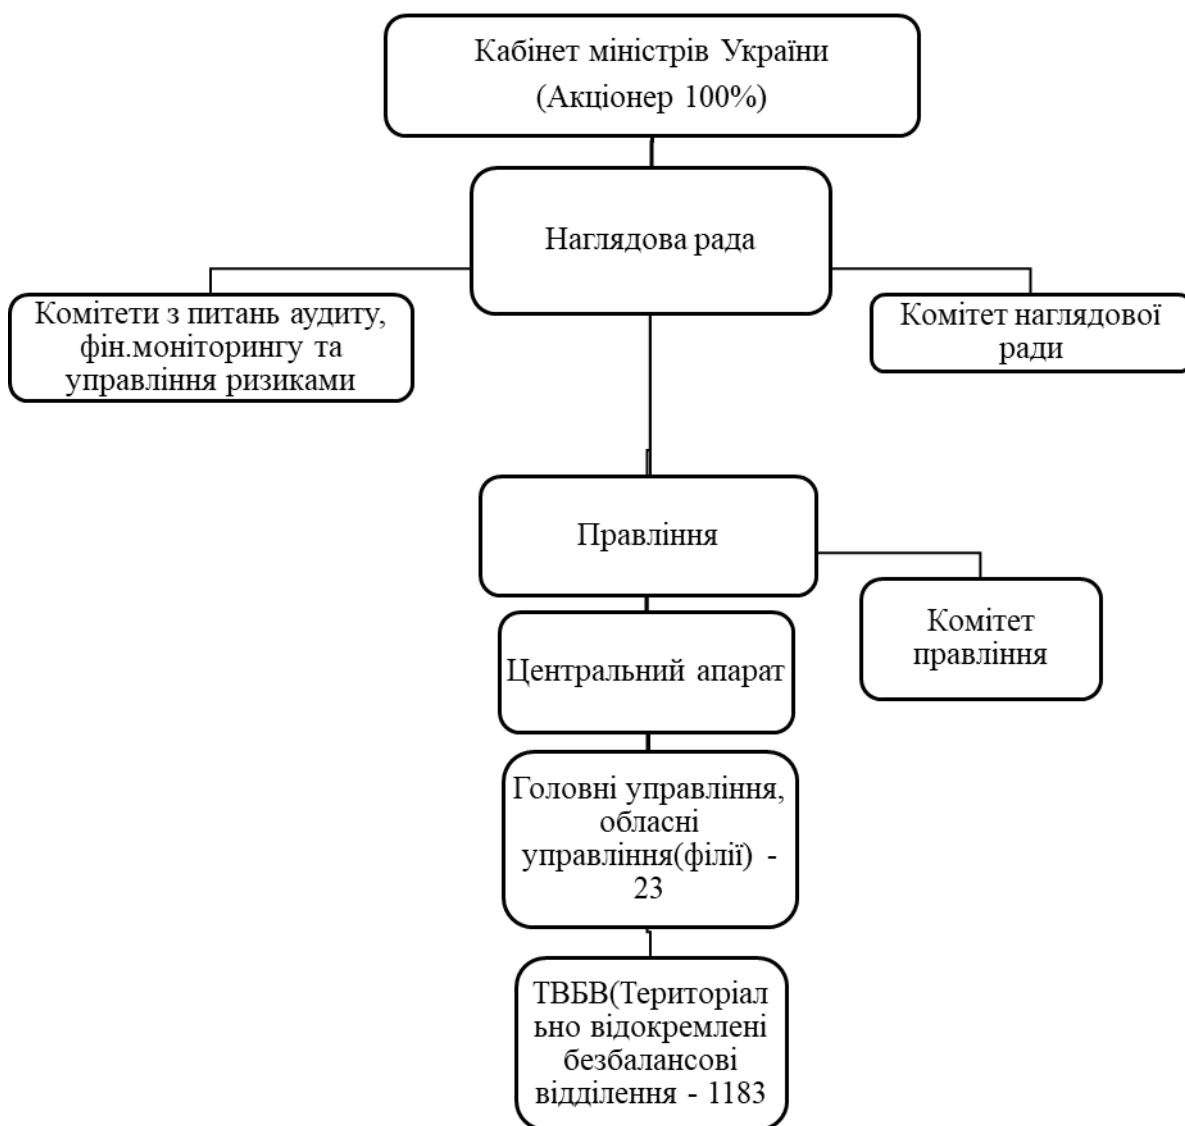 Кабінет міністрів України
(Акціонер 100%)
Наглядова рада
Комітети з питань аудиту,
фін.моніторингу та
управління ризиками
Комітет наглядової
ради
Правління
Комітет
правління
Центральний апарат
Головні управління,
обласні
управління(філії) -
23
ТВБВ(Територіал
ьно відокремлені
безбалансові
відділення - 1183